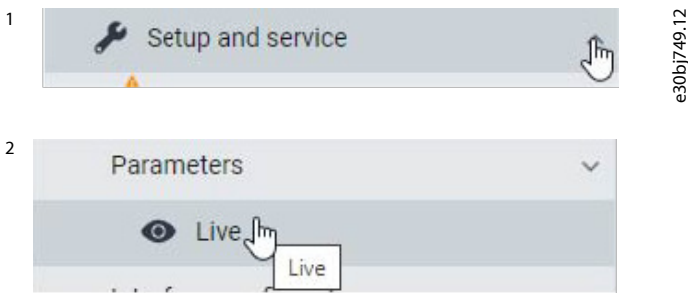 1
Setup and service
e30bj749.12
2
Parameters
Live
Live